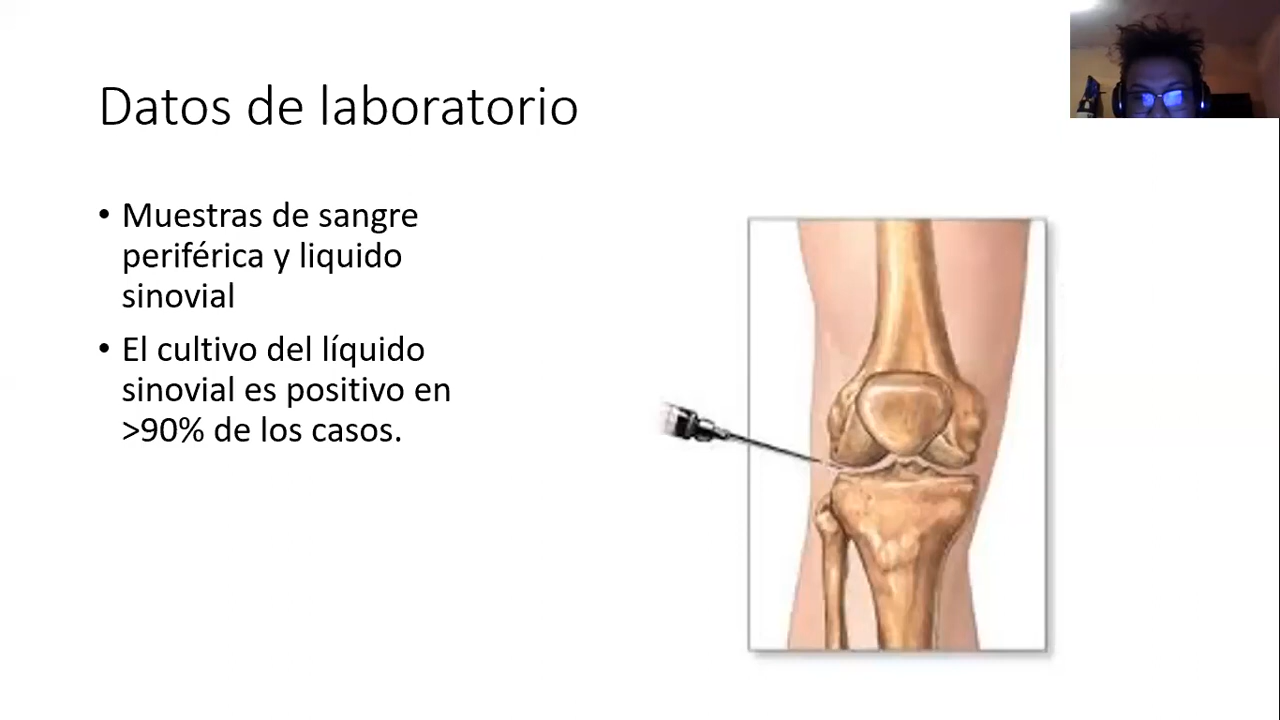 Datos de laboratorio
• Muestras de sangre
periférica y liquido
sinovial
• El cultivo del líquido
sinovial es positivo en
>90% de los casos.